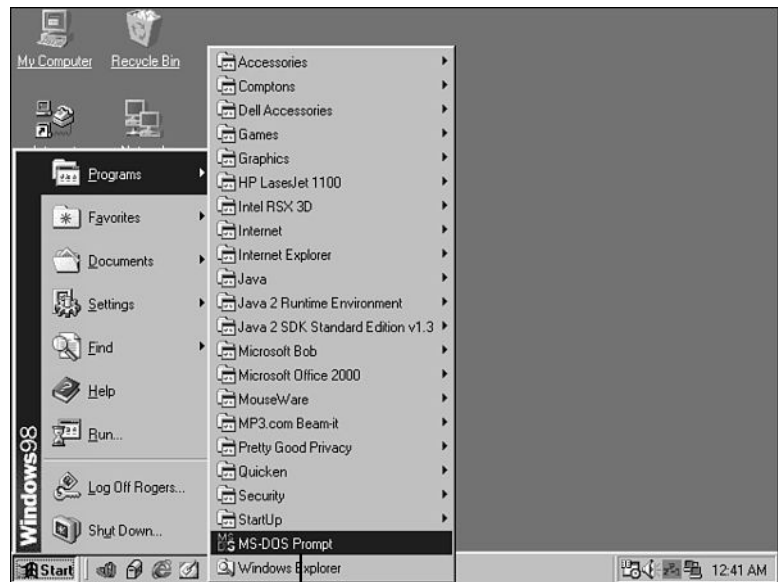 My Computer
Recycle Bin
Programs
Favorites
Documents
Settings
Find
Help
Run...
Log Off Rogers...
Shut Down...
Windows98
Accessories
Comptons
Dell Accessories
Games
Graphics
HP LaserJet 1100
Intel RSX 3D
Internet
Internet Explorer
Java
Java 2 Runtime Environment
Java 2 SDK Standard Edition v1.3
Microsoft Bob
Microsoft Office 2000
MouseWare
MP3.com Beam-it
Pretty Good Privacy
Quicken
Security
StartUp
MS-DOS Prompt
Windows Explorer
Start
12:41 AM